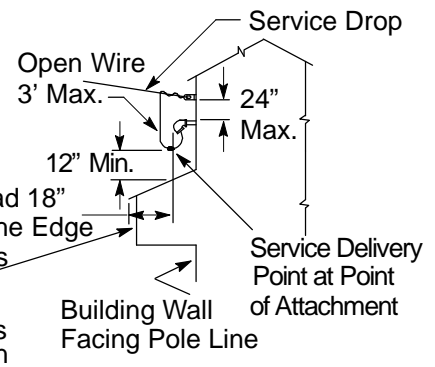 Service Drop
Open Wire
3' Max.
24”
Max.
12” Min.
18”
Edge
Service Delivery
Point at Point
of Attachment
Building Wall
Facing Pole Line